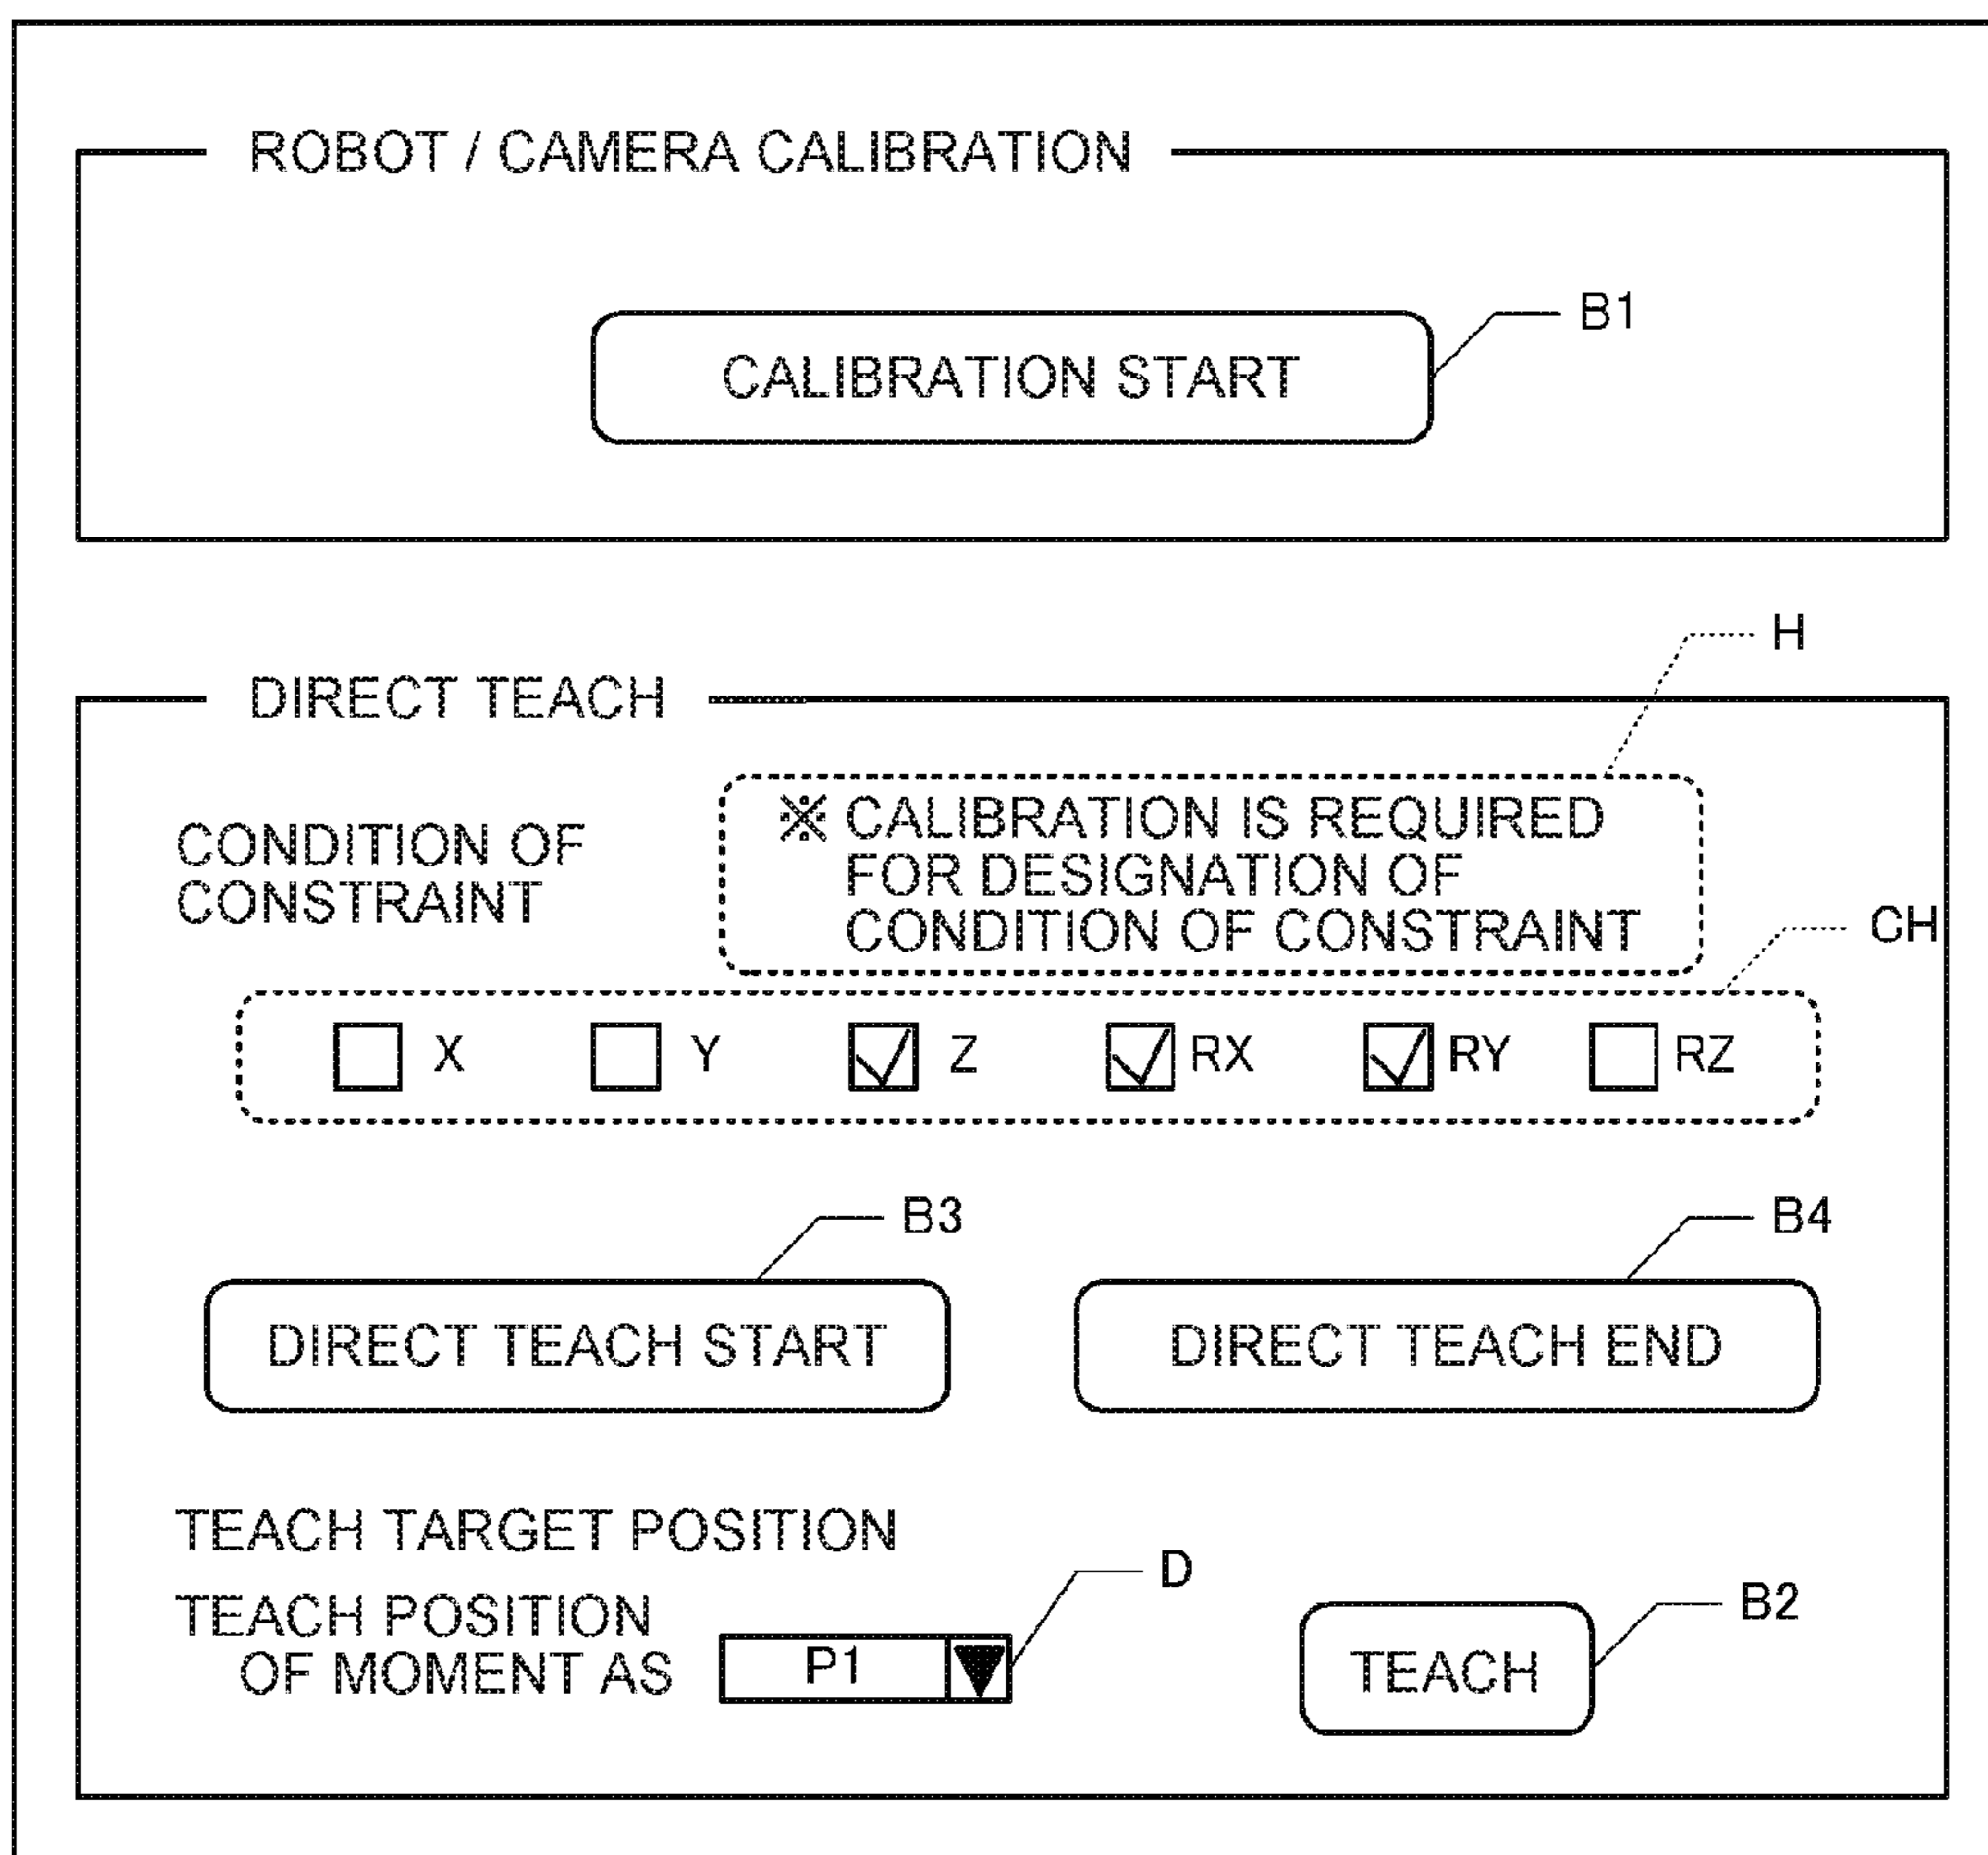 ROBOT / CAMERA CALIBRATION
B1
CALIBRATION START
H
DIRECT TEACH
CONDITION OF
CONSTRAINT
※ CALIBRATION IS REQUIRED
FOR DESIGNATION OF
CONDITION OF CONSTRAINT
CH
X Y Z RX RY RZ
B3 B4
DIRECT TEACH START DIRECT TEACH END
TEACH TARGET POSITION
D
TEACH POSITION
OF MOMENT AS P1
B2
TEACH